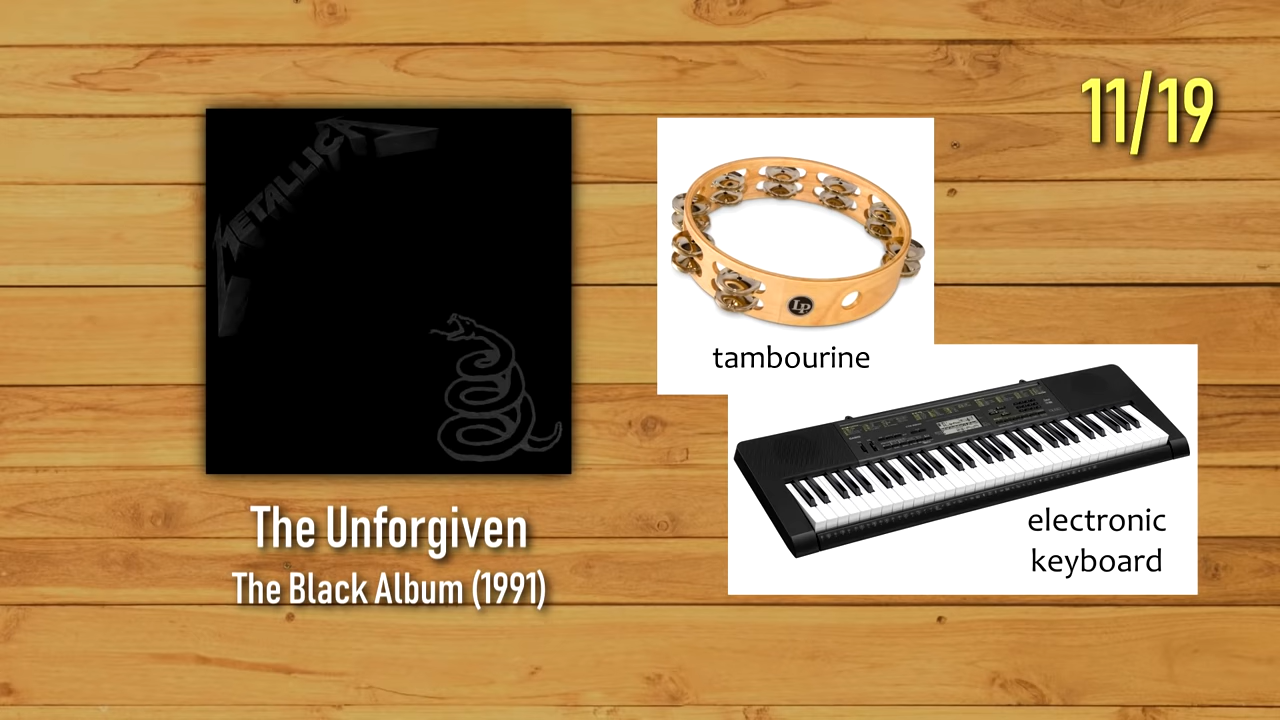 METALLICA
The Unforgiven
The Black Album (1991)
11/19
LP
tambourine
electronic
keyboard